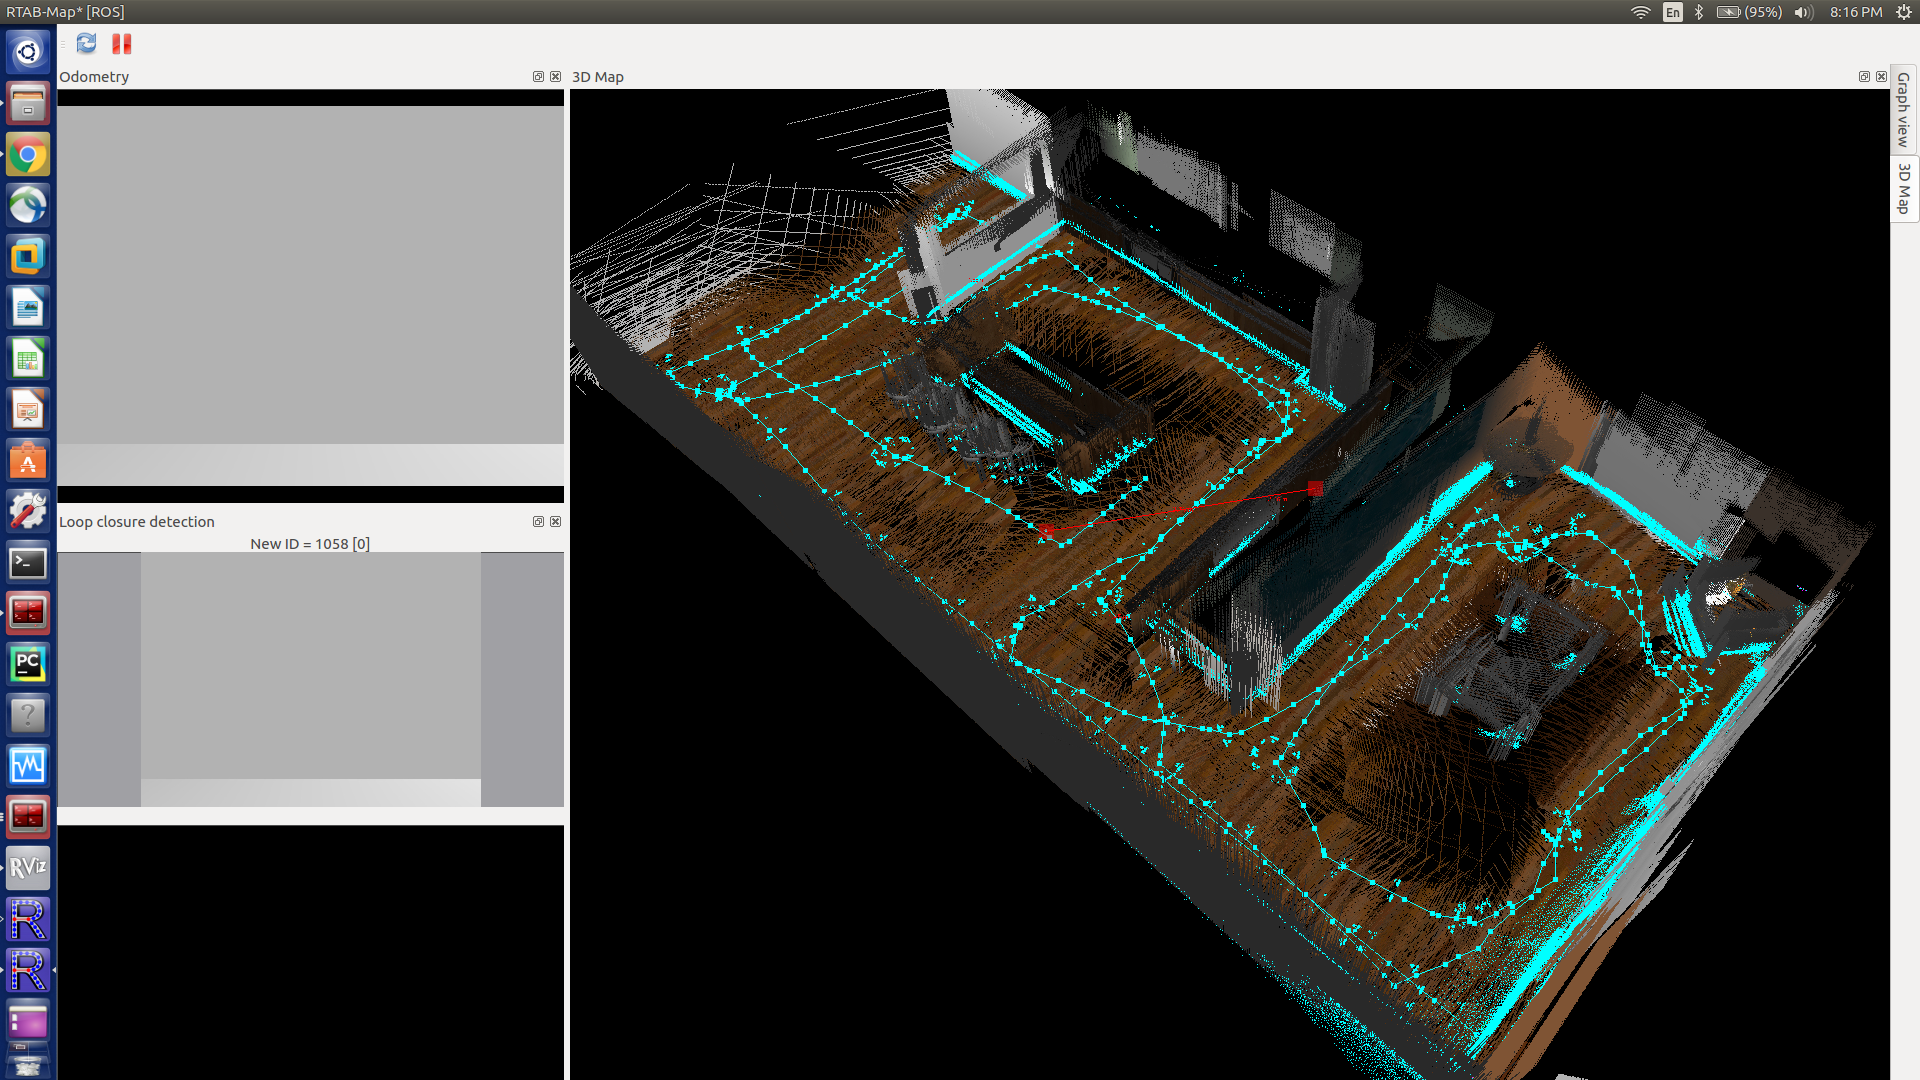 RTAB-Map* [ROS]
En
(95%)
8:16 PM
Odometry
3D Map
Graph view
3D Map
Loop closure detection
New ID = 1058 [0]
PC
RViz
R
R